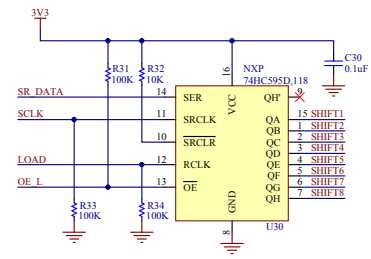 3V3
R31
100K
R32
10K
NXP
74HC595D,118
C30
0.1uF
16
VCC
SR_DATA 14 SER
QH' 9
SCLK 11 SRCLK
QA 15 SHIFT1
QB 1 SHIFT2
10 SRCLR
QC 2 SHIFT3
QD 3 SHIFT4
LOAD 12 RCLK
QE 4 SHIFT5
QF 5 SHIFT6
OE_L 13 OE
QG 6 SHIFT7
QH 7 SHIFT8
R33
100K
R34
100K
GND
8
U30